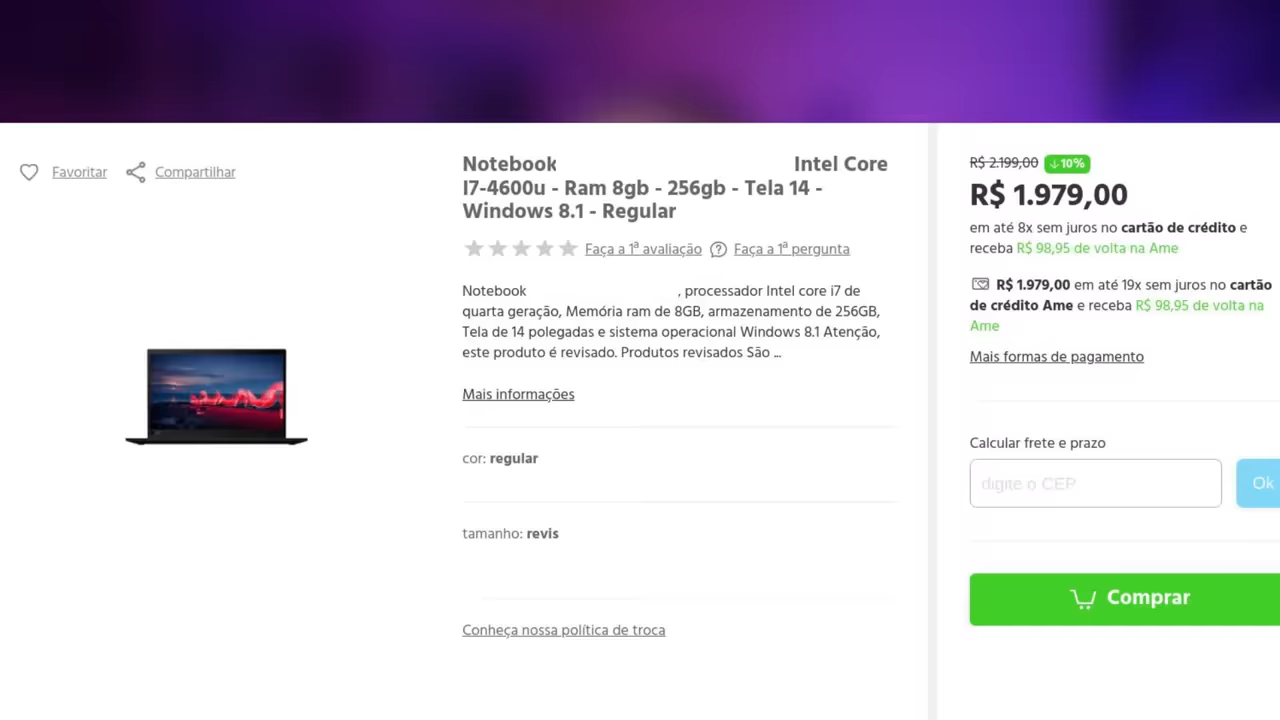 Favoritar
Compartilhar
Notebook Intel Core
I7-4600u - Ram 8gb - 256gb - Tela 14 -
Windows 8.1 - Regular
Faça a 1ª avaliação
Faça a 1ª pergunta
Notebook , processador Intel core i7 de
quarta geração, Memória ram de 8GB, armazenamento de 256GB,
Tela de 14 polegadas e sistema operacional Windows 8.1 Atenção,
este produto é revisado. Produtos revisados São ...
Mais informações
cor: regular
tamanho: revis
Conheça nossa política de troca
R$ 2.199,00 ↓10%
R$ 1.979,00
em até 8x sem juros no cartão de crédito e
receba R$ 98,95 de volta na Ame
R$ 1.979,00 em até 19x sem juros no cartão
de crédito Ame e receba R$ 98,95 de volta na
Ame
Mais formas de pagamento
Calcular frete e prazo
digite o CEP
Ok
Comprar